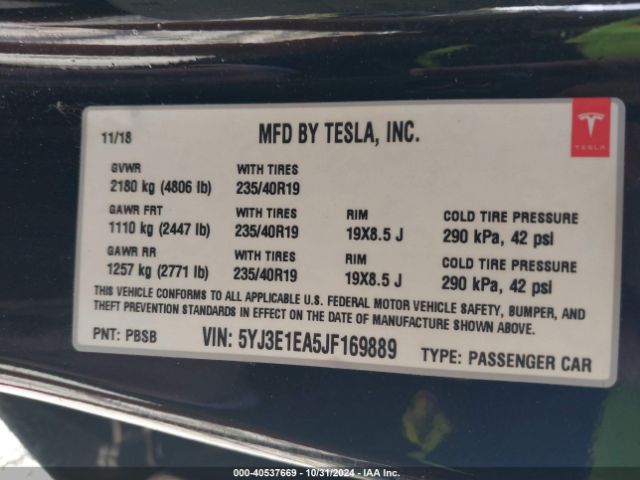 11/18 MFD BY TESLA, INC. TESLA
GVWR WITH TIRES
2180 kg (4806 lb) 235/40R19
GAWR FRT WITH TIRES RIM COLD TIRE PRESSURE
1110 kg (2447 lb) 235/40R19 19X8.5 J 290 kPa, 42 psi
GAWR RR WITH TIRES RIM COLD TIRE PRESSURE
1257 kg (2771 lb) 235/40R19 19X8.5 J 290 kPa, 42 psi
THIS VEHICLE CONFORMS TO ALL APPLICABLE U.S. FEDERAL MOTOR VEHICLE SAFETY, BUMPER, AND
THEFT PREVENTION STANDARDS IN EFFECT ON THE DATE OF MANUFACTURE SHOWN ABOVE.
PNT: PBSB VIN: 5YJ3E1EA5JF169889 TYPE: PASSENGER CAR
000-40537669 - 10/31/2024 - IAA Inc.